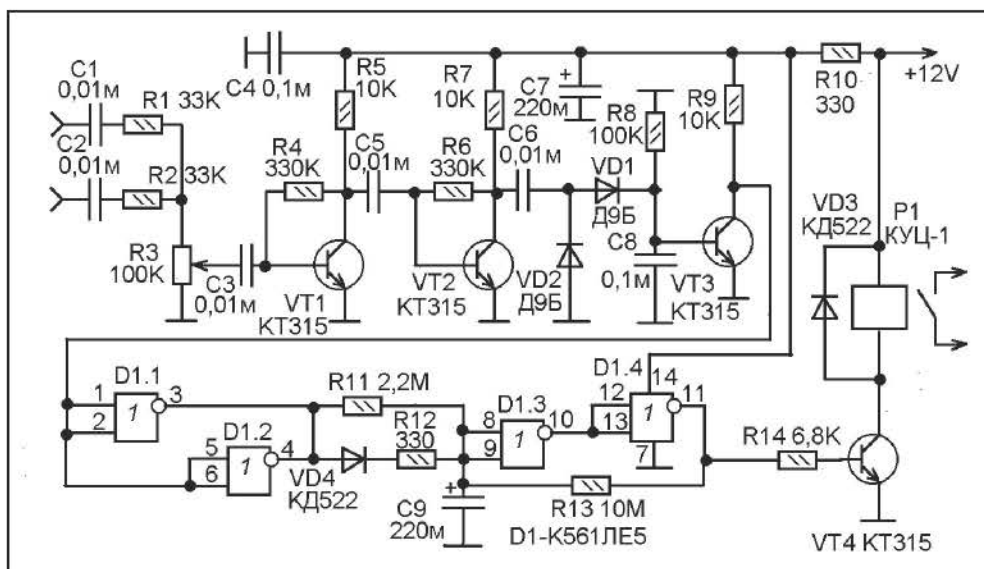 C1
0,01м
R1 33K
C2
0,01м
R2 33K
R3
100K
C3
0,01м
C4 0,1м
R4
330K
R5
10K
VT1
КТ315
C5
0,01м
R6
330K
R7
10K
VT2
КТ315
C6
0,01м
C7
+
220м
VD1
Д9Б
VD2
Д9Б
R8
100K
C8
0,1м
R9
10K
VT3
КТ315
R10
330
+12V
VD3
КД522
P1
КУЦ-1
D1.1
1
2
1
3
D1.2
5
6
1
4
R11 2,2M
R12
330
VD4
КД522
C9
+
220м
D1.3
8
9
1
10
D1.4
12
13
1
14
11
7
R13 10M
D1-К561ЛЕ5
R14 6,8K
VT4 КТ315